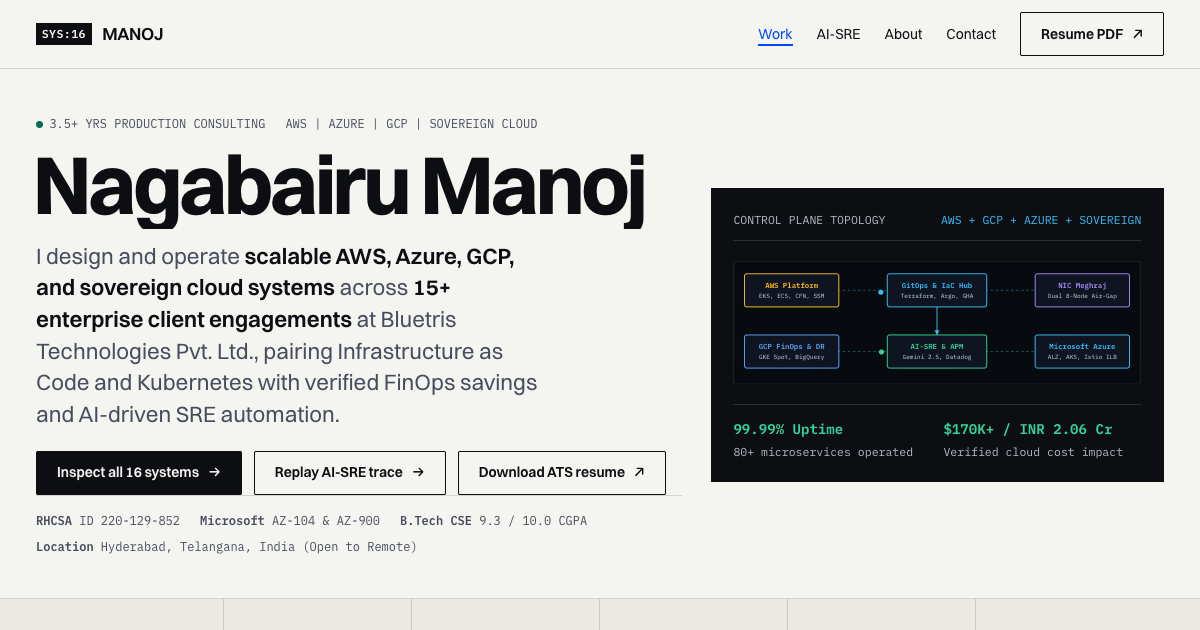 SYS:16 MANOJ
Work AI-SRE About Contact Resume PDF ↗
3.5+ YRS PRODUCTION CONSULTING AWS | AZURE | GCP | SOVEREIGN CLOUD
Nagabairu Manoj
I design and operate scalable AWS, Azure, GCP,
and sovereign cloud systems across 15+
enterprise client engagements at Bluetris
Technologies Pvt. Ltd., pairing Infrastructure as
Code and Kubernetes with verified FinOps savings
and AI-driven SRE automation.
Inspect all 16 systems → Replay AI-SRE trace → Download ATS resume ↗
RHCSA ID 220-129-852 Microsoft AZ-104 & AZ-900 B.Tech CSE 9.3 / 10.0 CGPA
Location Hyderabad, Telangana, India (Open to Remote)
CONTROL PLANE TOPOLOGY AWS + GCP + AZURE + SOVEREIGN
AWS Platform GitOps & IaC Hub NIC Meghraj
EKS, ECS, CFN, SSM Terraform, Argo, GHA Dual 8-Node Air-Gap
GCP FinOps & DR AI-SRE & APM Microsoft Azure
GKE Spot, BigQuery Gemini 2.5, Datadog ALZ, AKS, Istio ILB
99.99% Uptime $170K+ / INR 2.06 Cr
80+ microservices operated Verified cloud cost impact